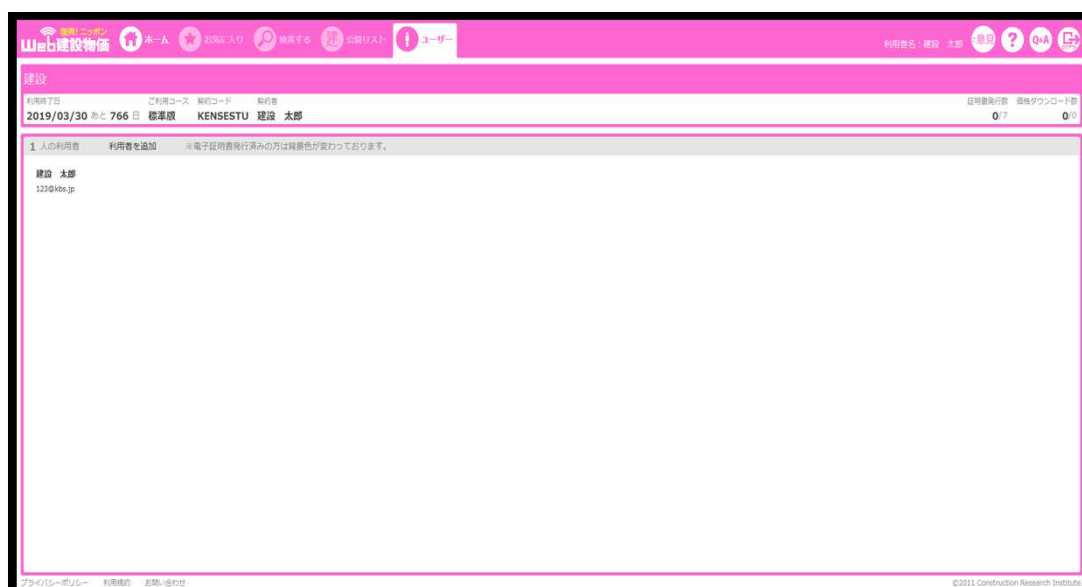 復興!ニッポン
Web建設物価 ホーム お気に入り 検索する 公開リスト ユーザー 利用者名：建設 太郎 ご意見 ? Q&A
建設
利用終了日 ご利用コース 契約コード 契約者 証明書発行数 価格ダウンロード数
2019/03/30 あと 766 日 標準版 KENSESTU 建設 太郎 0/7 0/0
1 人の利用者 利用者を追加 ※電子証明書発行済みの方は背景色が変わっております。
建設 太郎
123@kbs.jp
プライバシーポリシー 利用規約 お問い合わせ ©2011 Construction Research Institute